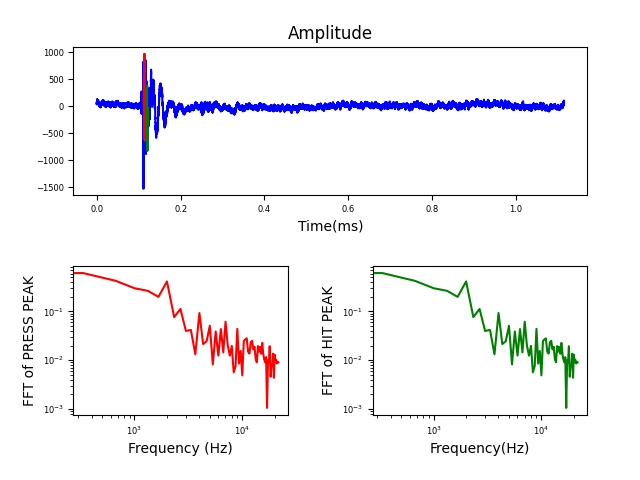 Amplitude
1000
500
0
−500
−1000
−1500
0.0 0.2 0.4 0.6 0.8 1.0
Time(ms)
FFT of PRESS PEAK
10⁻¹
10⁻²
10⁻³
10³ 10⁴
Frequency (Hz)
FFT of HIT PEAK
10⁻¹
10⁻²
10⁻³
10³ 10⁴
Frequency(Hz)